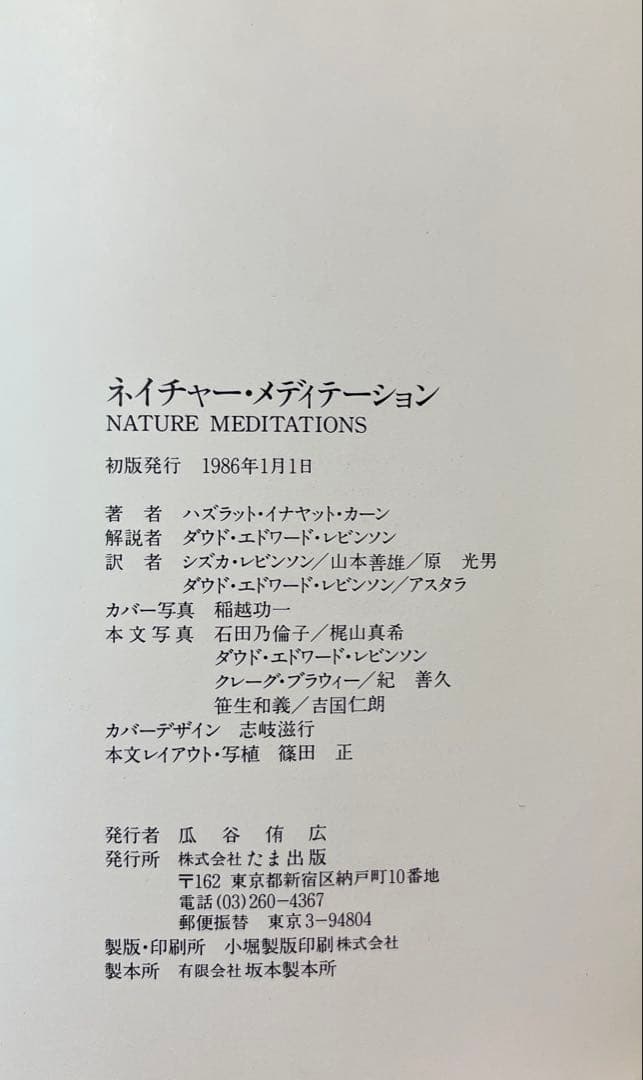 ネイチャー・メディテーション
NATURE MEDITATIONS
初版発行　1986年1月1日
著　者　ハズラット・イナヤット・カーン
解説者　ダウド・エドワード・レビンソン
訳　者　シズカ・レビンソン／山本善雄／原　光男
ダウド・エドワード・レビンソン／アスタラ
カバー写真　稲越功一
本文写真　石田乃倫子／梶山真希
ダウド・エドワード・レビンソン
クレーグ・ブラウィー／紀　善久
笹生和義／吉国仁朗
カバーデザイン　志岐滋行
本文レイアウト・写植　篠田　正
発行者　瓜　谷　侑　広
発行所　株式会社たま出版
〒162 東京都新宿区納戸町10番地
電話(03)260−4367
郵便振替　東京3−94804
製版・印刷所　小堀製版印刷株式会社
製本所　有限会社坂本製本所